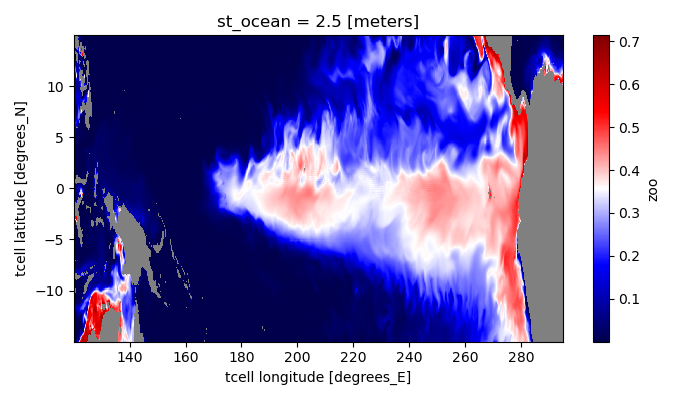 st_ocean = 2.5 [meters]
10
5
0
−5
−10
tcell latitude [degrees_N]
140 160 180 200 220 240 260 280
tcell longitude [degrees_E]
0.7
0.6
0.5
0.4
0.3
0.2
0.1
zoo